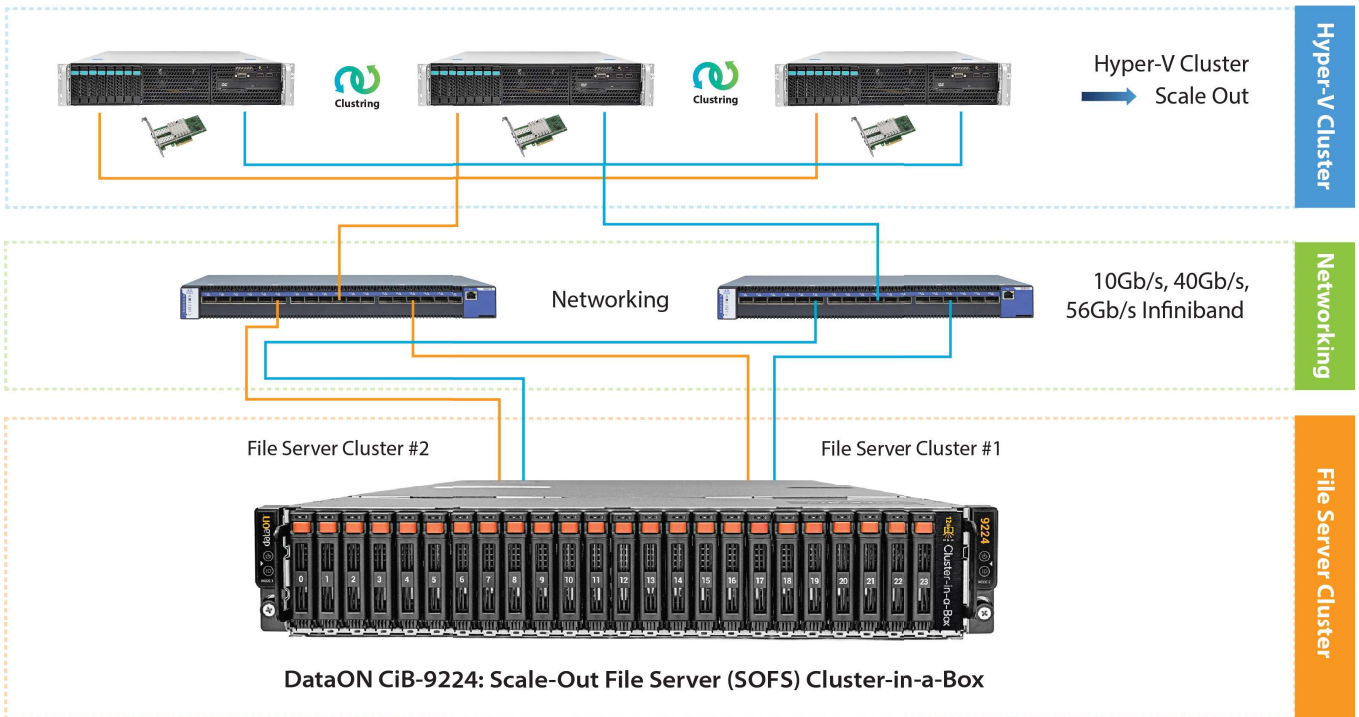 Hyper-V Cluster
Clustring
Clustring
Hyper-V Cluster
Scale Out
Networking
Networking
10Gb/s, 40Gb/s,
56Gb/s Infiniband
File Server Cluster
File Server Cluster #2
File Server Cluster #1
dataon
0 1 2 3 4 5 6 7 8 9 10 11 12 13 14 15 16 17 18 19 20 21 22 23
9224
Cluster-in-a-Box
DataON CiB-9224: Scale-Out File Server (SOFS) Cluster-in-a-Box